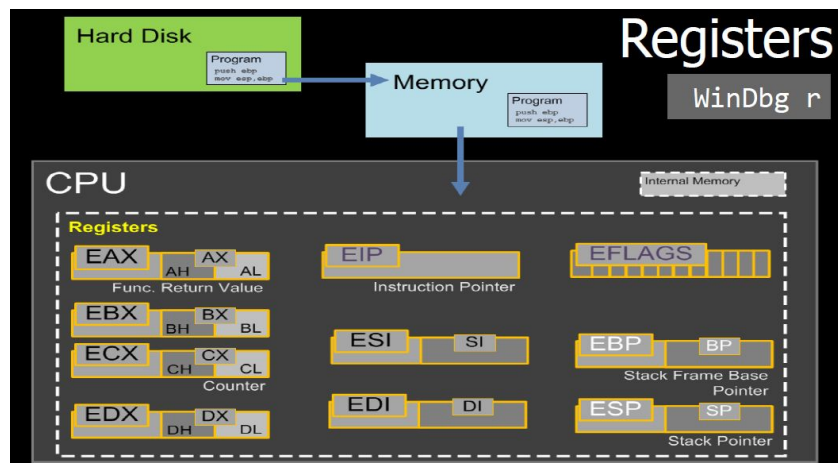 Registers
WinDbg r
Hard Disk
Program
push ebp
mov esp,ebp
Memory
Program
push ebp
mov esp,ebp
CPU
Internal Memory
Registers
EAX AX
AH AL
Func. Return Value
EIP
Instruction Pointer
EFLAGS
EBX BX
BH BL
ECX CX
CH CL
Counter
ESI SI
EBP BP
Stack Frame Base
Pointer
EDX DX
DH DL
EDI DI
ESP SP
Stack Pointer